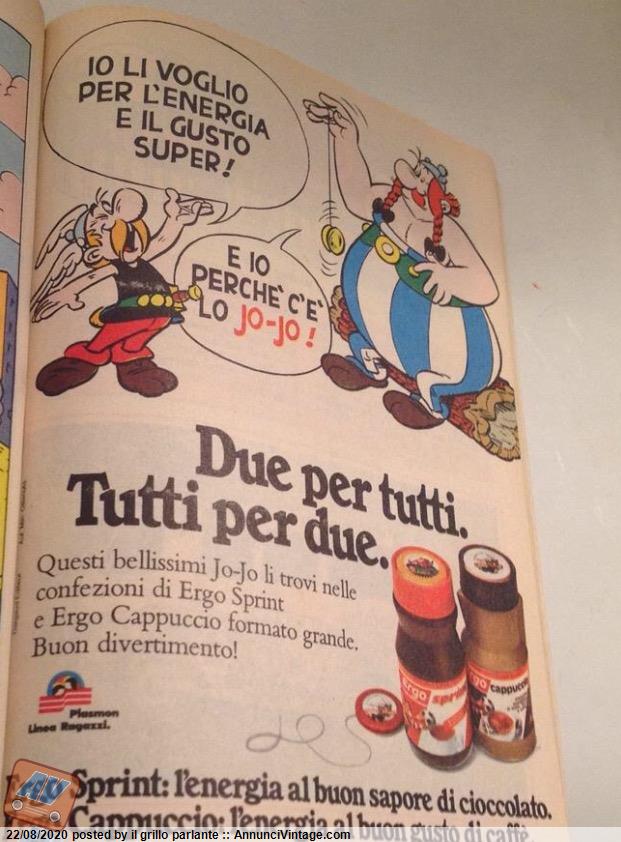 IO LI VOGLIO
PER L'ENERGIA
E IL GUSTO
SUPER!
E IO
PERCHE' C'E'
LO JO-JO!
Due per tutti.
Tutti per due.
Questi bellissimi Jo-Jo li trovi nelle
confezioni di Ergo Sprint
e Ergo Cappuccio formato grande.
Buon divertimento!
Plasmon
Linea Ragazzi.
Ergo sprint
Ergo cappuccio
Sprint: l'energia al buon sapore di cioccolato.
Cappuccio: l'energia al buon gusto di caffè.
AV
22/08/2020 posted by il grillo parlante :: AnnunciVintage.com